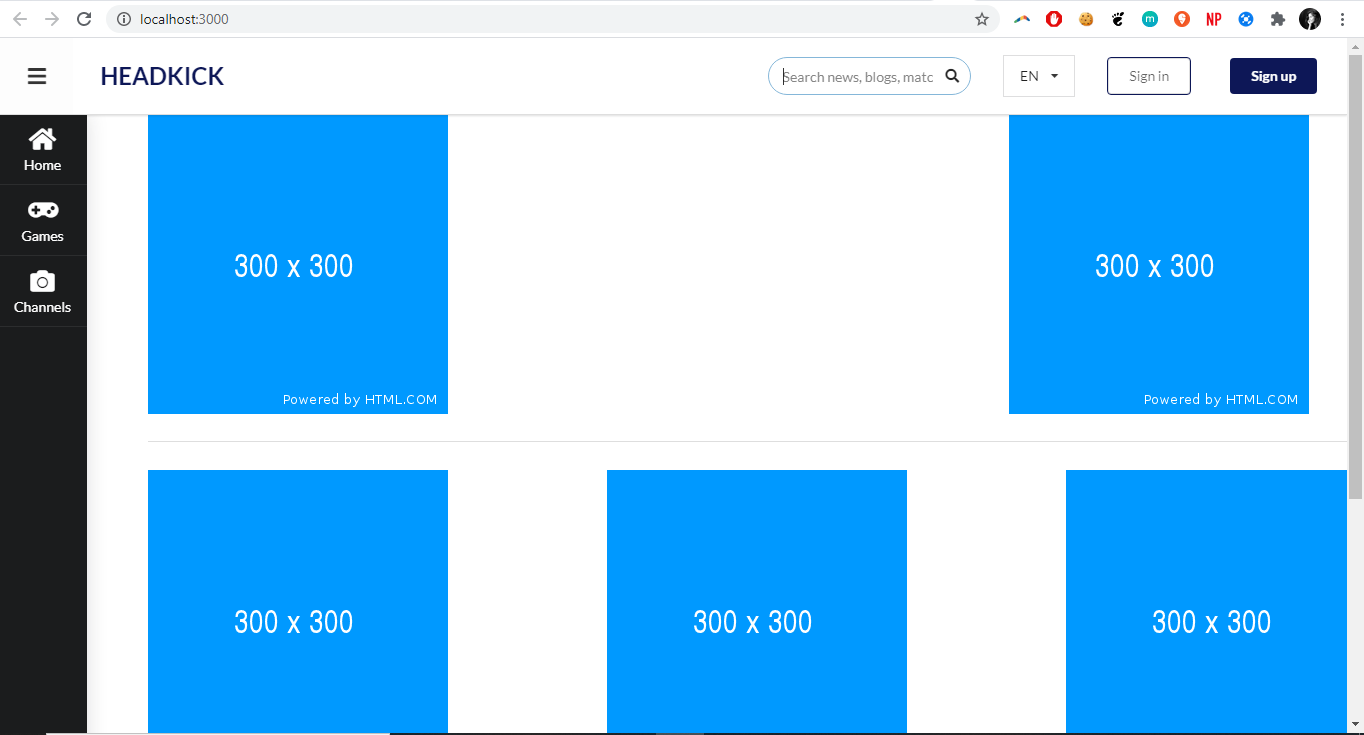 localhost:3000
m
NP
HEADKICK
Search news, blogs, matc
EN
Sign in
Sign up
Home
Games
Channels
300 x 300
Powered by HTML.COM
300 x 300
Powered by HTML.COM
300 x 300
300 x 300
300 x 300